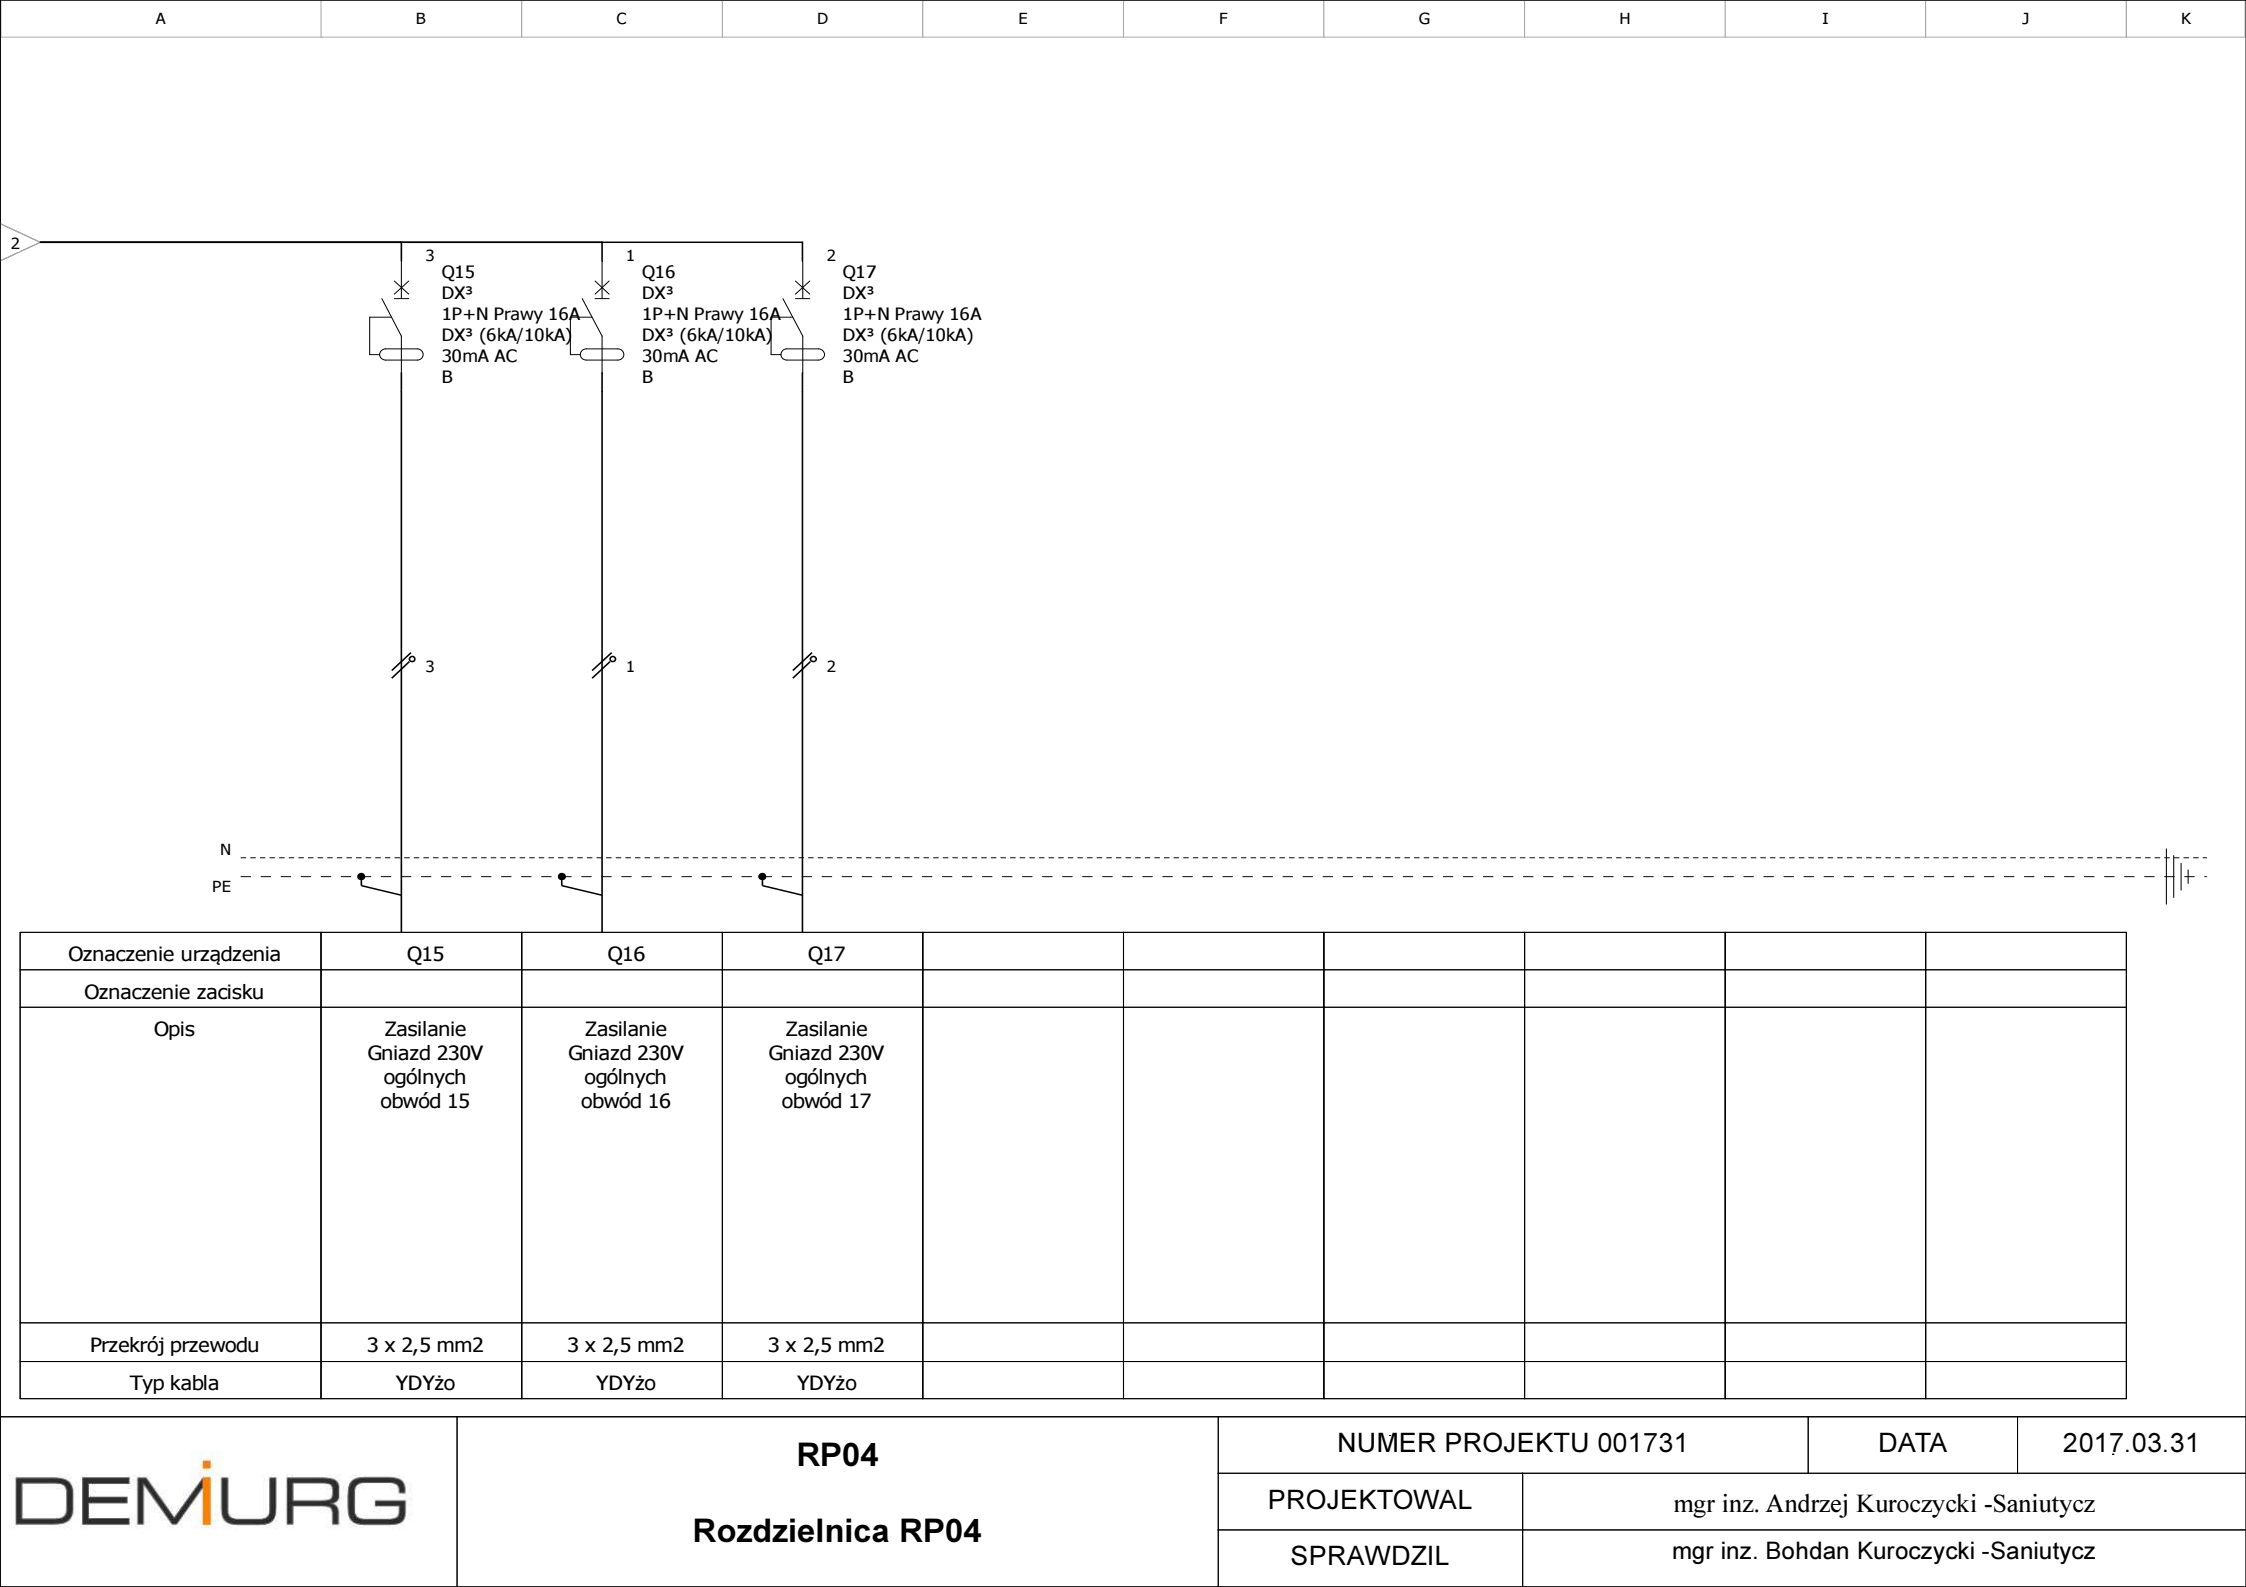 A B C D E F G H I J K
2
3
Q15
DX³
1P+N Prawy 16A
DX³ (6kA/10kA)
30mA AC
B
1
Q16
DX³
1P+N Prawy 16A
DX³ (6kA/10kA)
30mA AC
B
2
Q17
DX³
1P+N Prawy 16A
DX³ (6kA/10kA)
30mA AC
B
3 1 2
N
PE
Oznaczenie urządzenia Q15 Q16 Q17
Oznaczenie zacisku
Opis
Zasilanie
Gniazd 230V
ogólnych
obwód 15
Zasilanie
Gniazd 230V
ogólnych
obwód 16
Zasilanie
Gniazd 230V
ogólnych
obwód 17
Przekrój przewodu 3 x 2,5 mm2 3 x 2,5 mm2 3 x 2,5 mm2
Typ kabla YDYżo YDYżo YDYżo
DEMiURG
RP04
Rozdzielnica RP04
NUMER PROJEKTU 001731 DATA 2017.03.31
PROJEKTOWAL mgr inz. Andrzej Kuroczycki -Saniutycz
SPRAWDZIL mgr inz. Bohdan Kuroczycki -Saniutycz